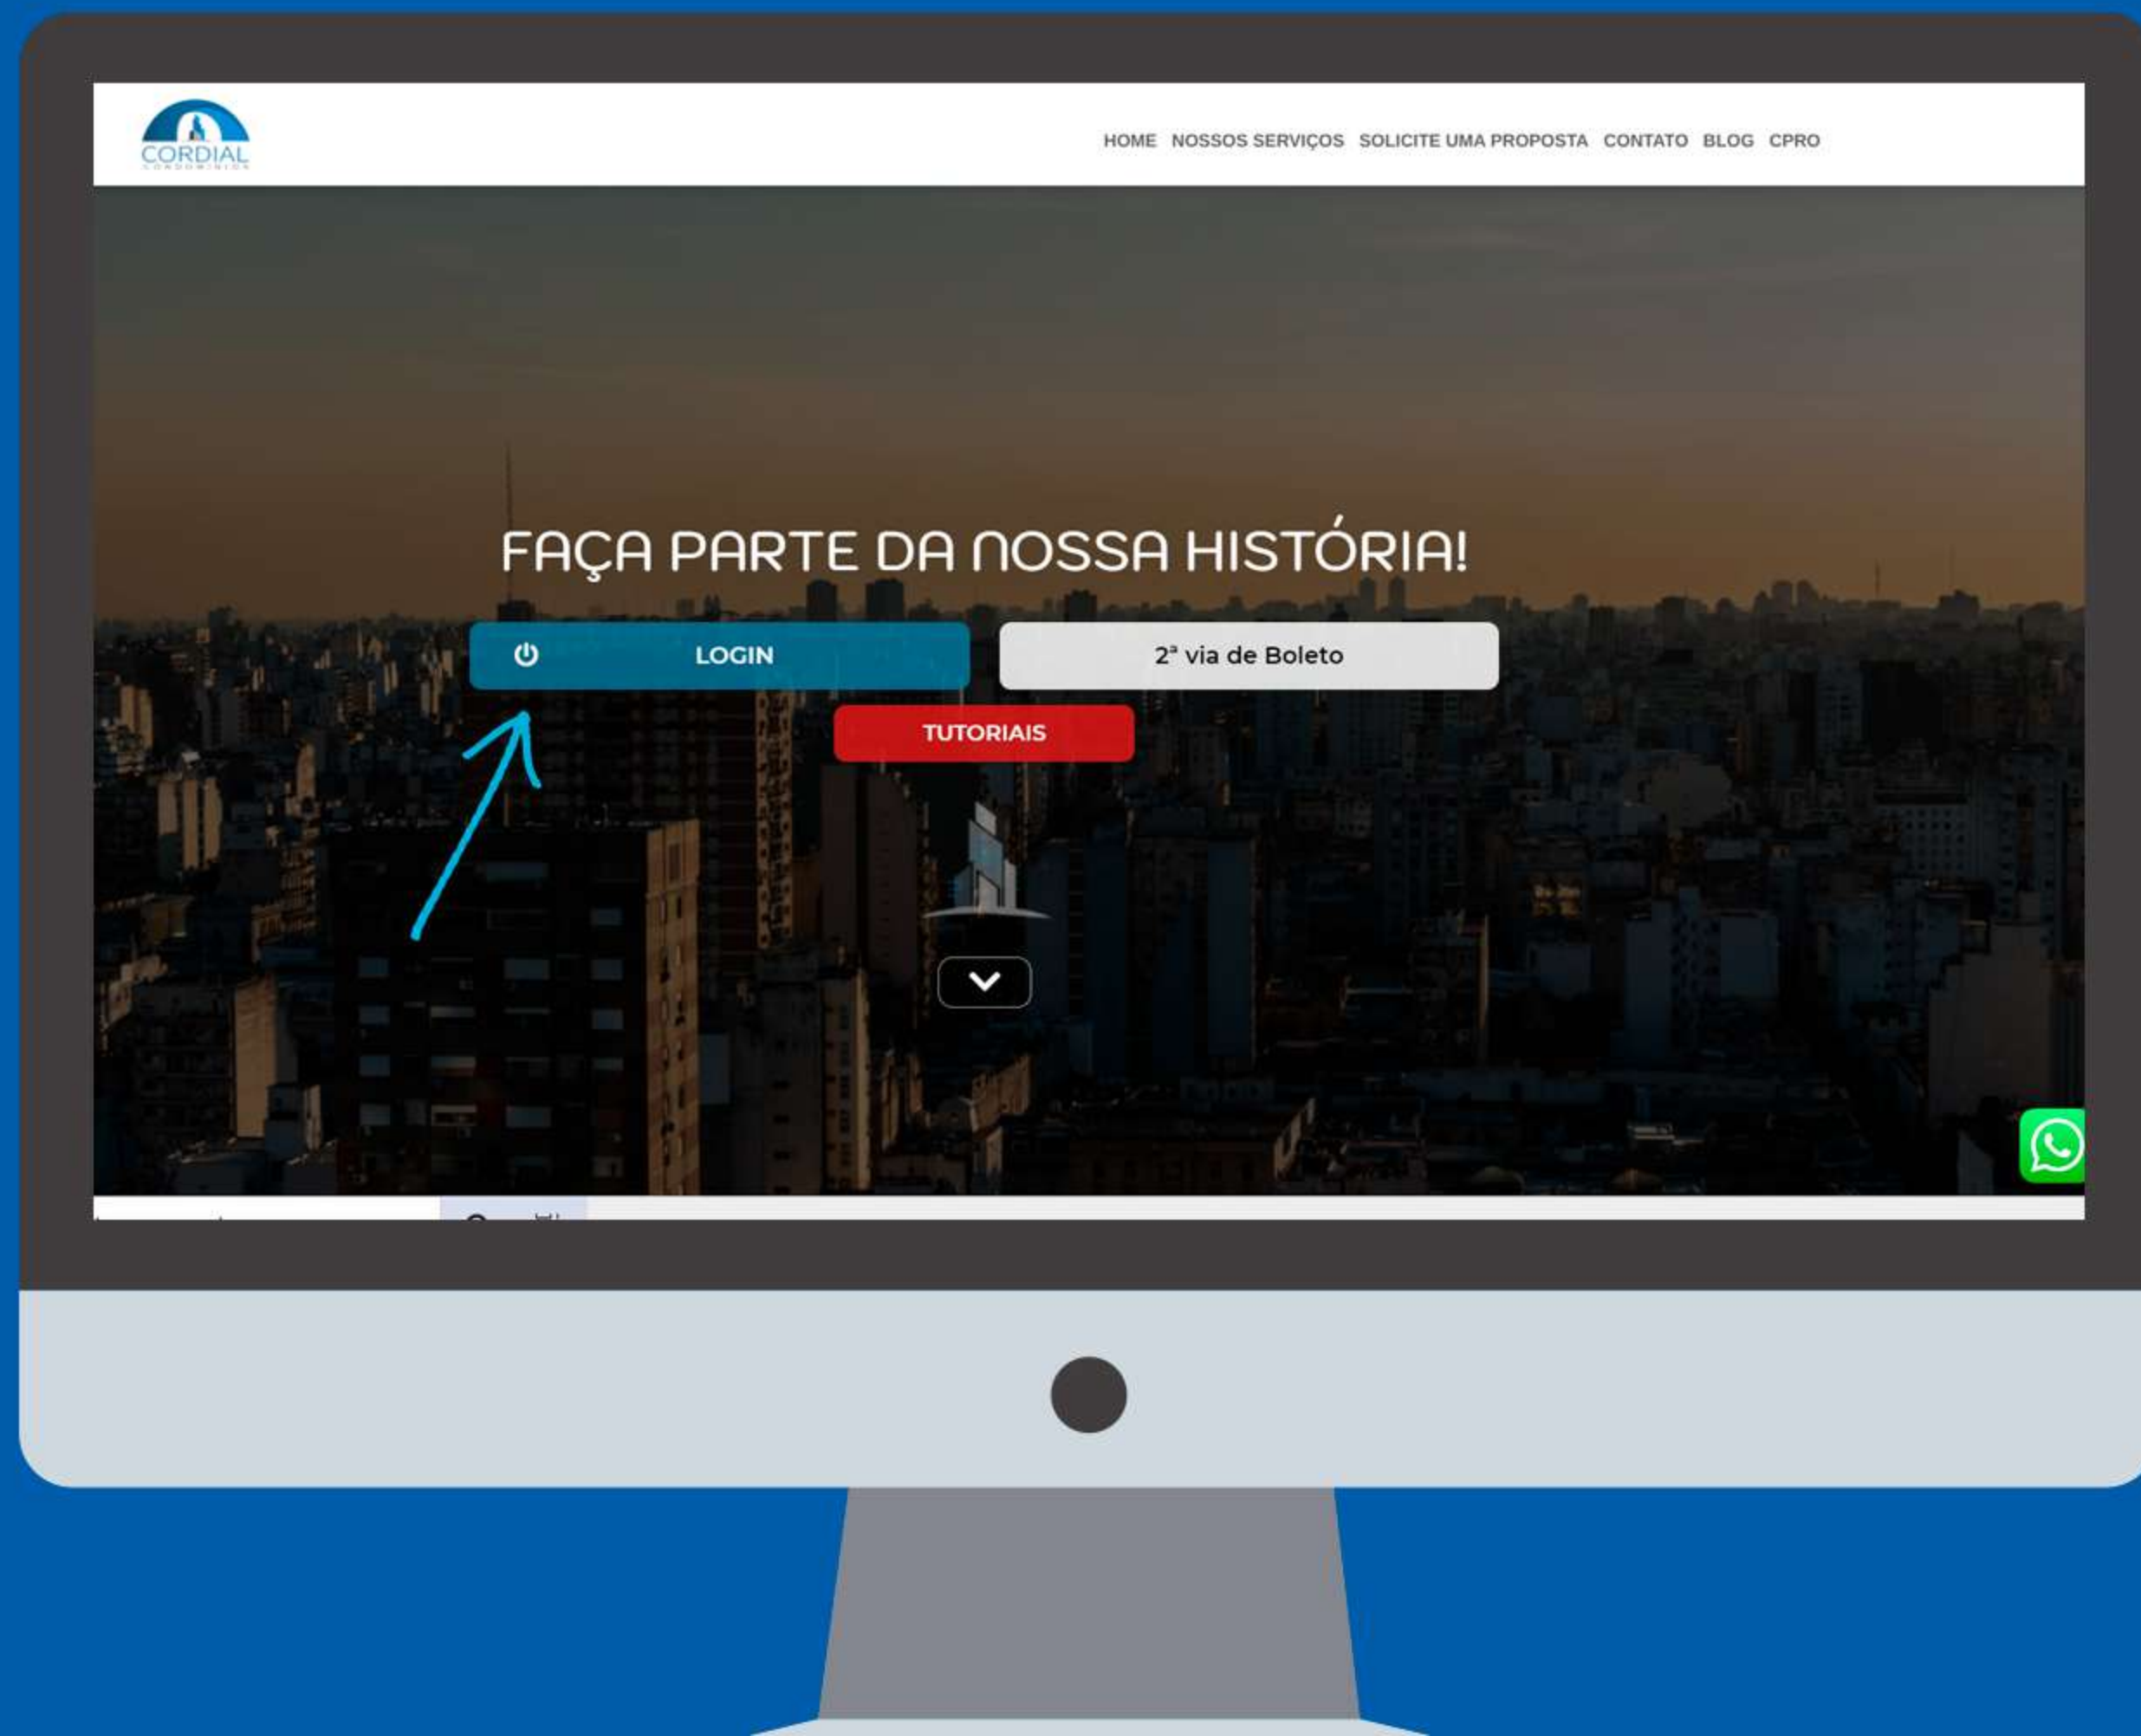 CORDIAL
CONDOMINIOS
HOME NOSSOS SERVIÇOS SOLICITE UMA PROPOSTA CONTATO BLOG CPRO
FAÇA PARTE DA NOSSA HISTÓRIA!
LOGIN
2ª via de Boleto
TUTORIAIS